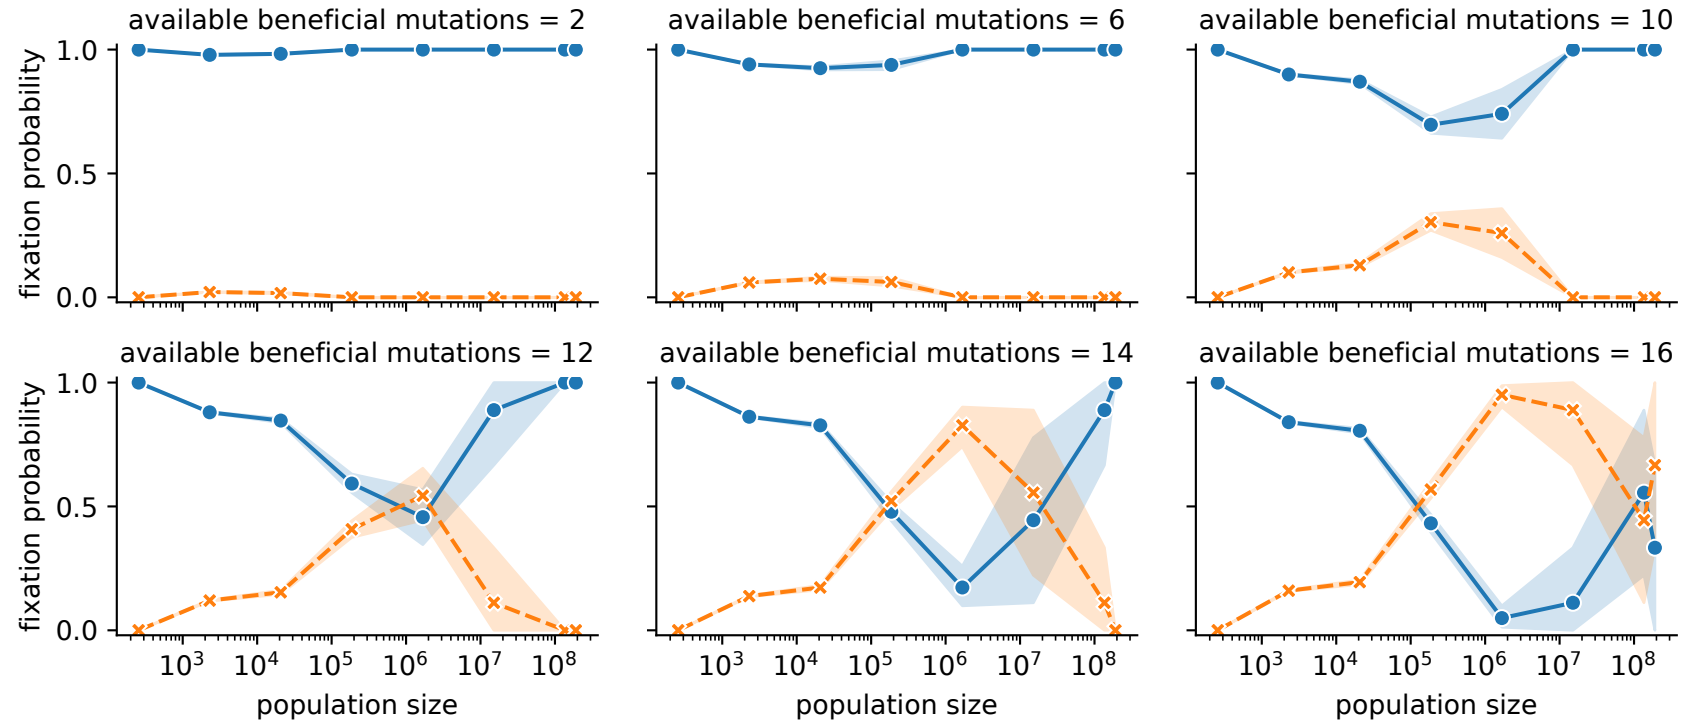 available beneficial mutations = 2
available beneficial mutations = 6
available beneficial mutations = 10
fixation probability
1.0
0.5
0.0
available beneficial mutations = 12
available beneficial mutations = 14
available beneficial mutations = 16
fixation probability
1.0
0.5
0.0
10³ 10⁴ 10⁵ 10⁶ 10⁷ 10⁸
10³ 10⁴ 10⁵ 10⁶ 10⁷ 10⁸
10³ 10⁴ 10⁵ 10⁶ 10⁷ 10⁸
population size
population size
population size